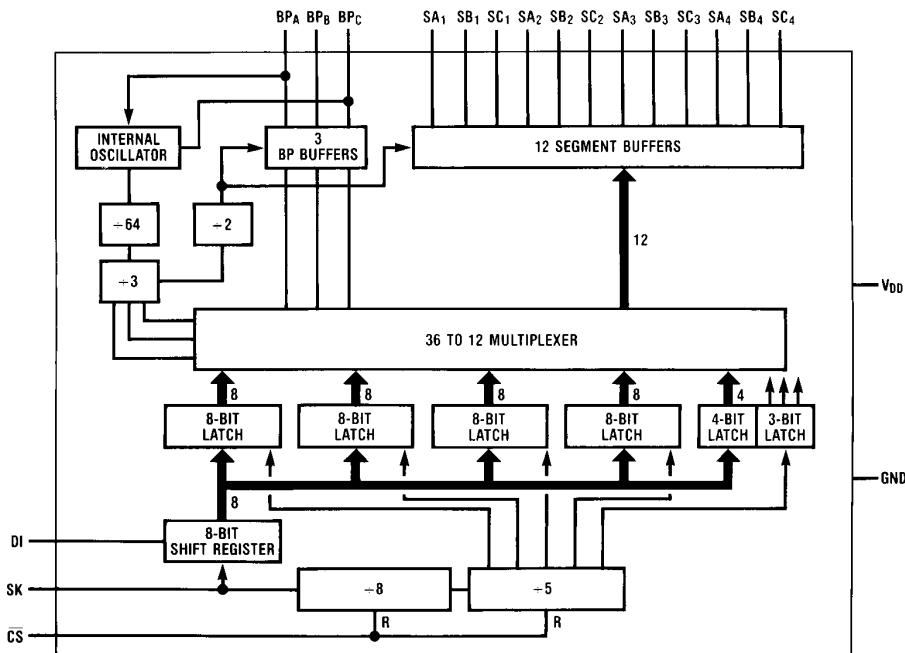 BPA BPB BPC SA1 SB1 SC1 SA2 SB2 SC2 SA3 SB3 SC3 SA4 SB4 SC4
INTERNAL
OSCILLATOR
3
BP BUFFERS
12 SEGMENT BUFFERS
÷64
÷2
12
÷3
VDD
36 TO 12 MULTIPLEXER
8 8 8 8 4
8-BIT
LATCH
8-BIT
LATCH
8-BIT
LATCH
8-BIT
LATCH
4-BIT
LATCH
3-BIT
LATCH
GND
8
DI
8-BIT
SHIFT REGISTER
SK
÷8
÷5
R R
C̅S̅